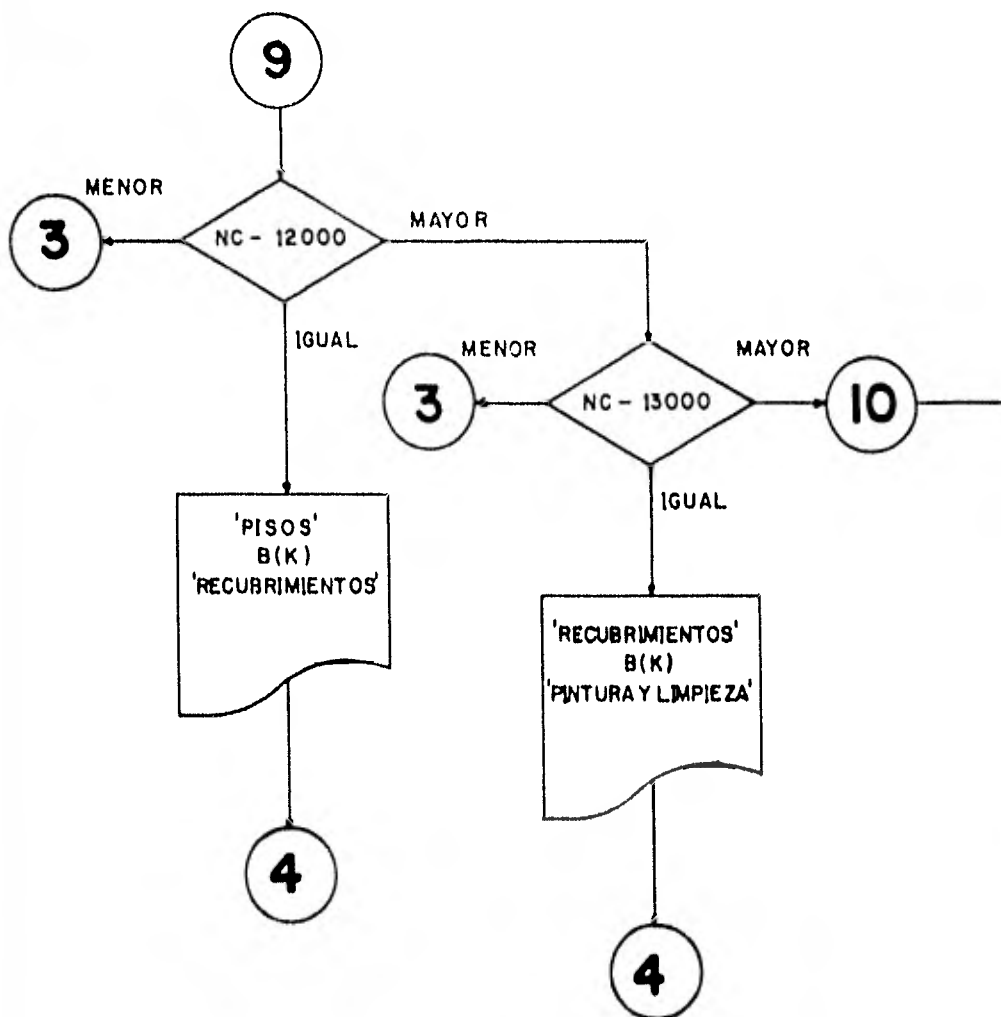 9
MENOR
3
NC - 12000
MAYOR
IGUAL
MENOR
3
NC - 13000
MAYOR
10
IGUAL
'PISOS'
B(K)
'RECUBRIMIENTOS'
'RECUBRIMIENTOS'
B(K)
'PINTURA Y LIMPIEZA'
4
4